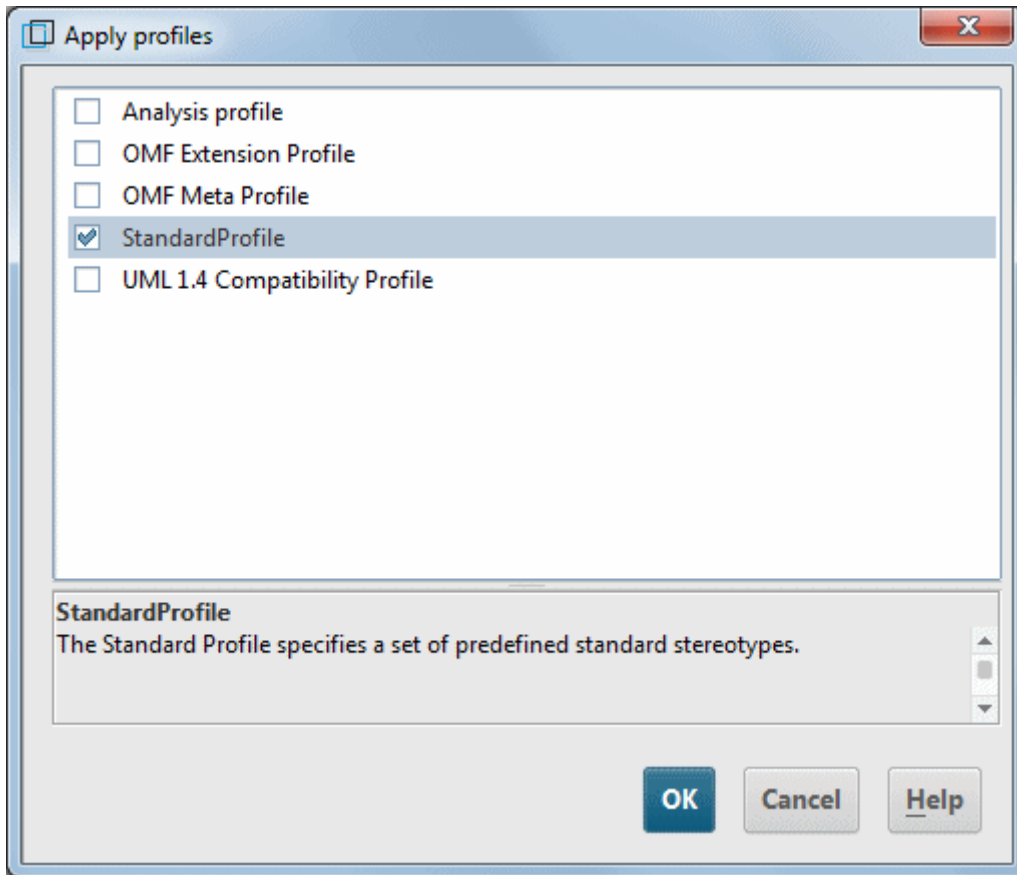 Apply profiles
Analysis profile
OMF Extension Profile
OMF Meta Profile
StandardProfile
UML 1.4 Compatibility Profile
StandardProfile
The Standard Profile specifies a set of predefined standard stereotypes.
OK Cancel Help